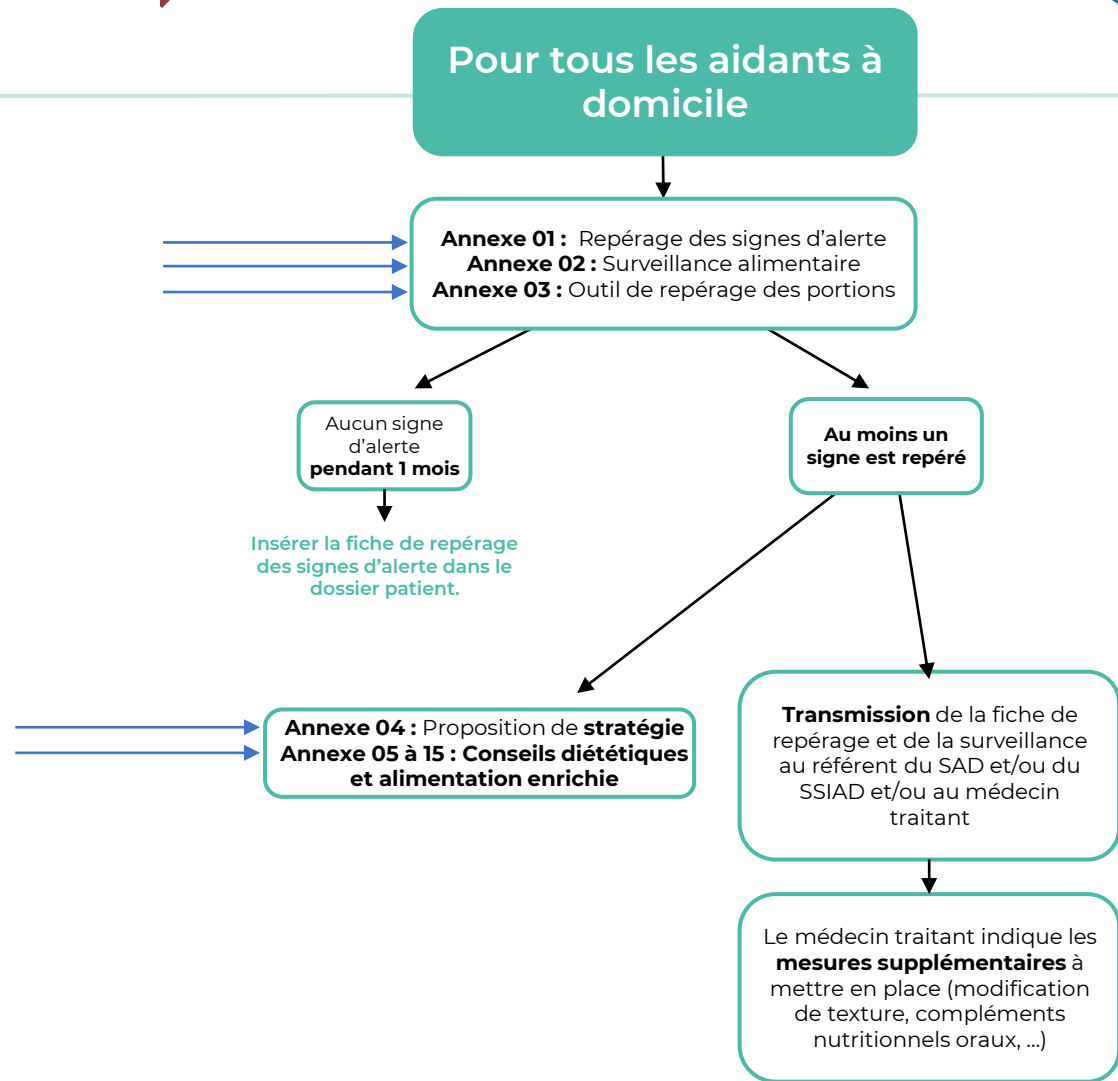 Pour tous les aidants à
domicile
Annexe 01 : Repérage des signes d'alerte
Annexe 02 : Surveillance alimentaire
Annexe 03 : Outil de repérage des portions
Aucun signe
d'alerte
pendant 1 mois
Au moins un
signe est repéré
Insérer la fiche de repérage
des signes d'alerte dans le
dossier patient.
Annexe 04 : Proposition de stratégie
Annexe 05 à 15 : Conseils diététiques
et alimentation enrichie
Transmission de la fiche de
repérage et de la surveillance
au référent du SAD et/ou du
SSIAD et/ou au médecin
traitant
Le médecin traitant indique les
mesures supplémentaires à
mettre en place (modification
de texture, compléments
nutritionnels oraux, ...)